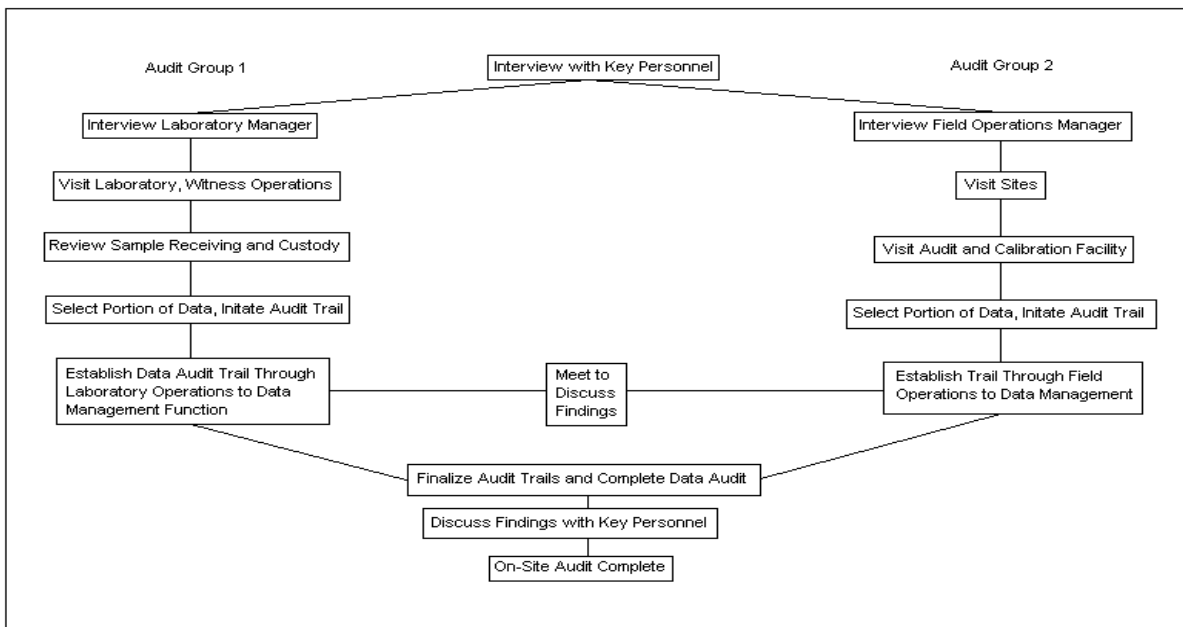 Audit Group 1
Interview with Key Personnel
Audit Group 2
Interview Laboratory Manager
Interview Field Operations Manager
Visit Laboratory, Witness Operations
Visit Sites
Review Sample Receiving and Custody
Visit Audit and Calibration Facility
Select Portion of Data, Initate Audit Trail
Select Portion of Data, Initate Audit Trail
Establish Data Audit Trail Through
Laboratory Operations to Data
Management Function
Meet to
Discuss
Findings
Establish Trail Through Field
Operations to Data Management
Finalize Audit Trails and Complete Data Audit
Discuss Findings with Key Personnel
On-Site Audit Complete